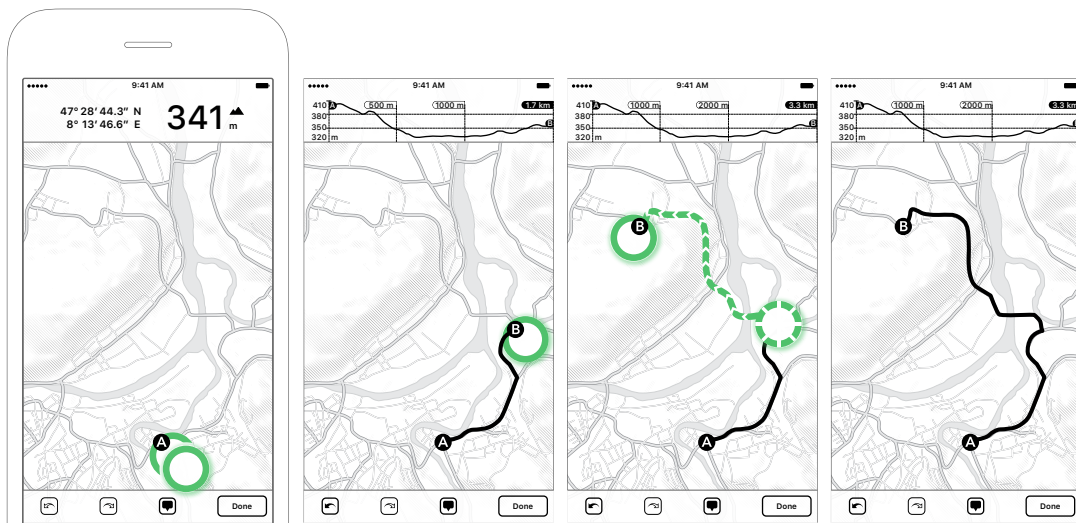 9:41 AM
47° 28′ 44.3″ N
8° 13′ 46.6″ E
341 m
A
Done
9:41 AM
410 A 500 m 1000 m 1.7 km
380
350 B
320 m
B
A
Done
9:41 AM
410 A 1000 m 2000 m 3.3 km
380
350 B
320 m
B
A
Done
9:41 AM
410 A 1000 m 2000 m 3.3 km
380
350 B
320 m
B
A
Done